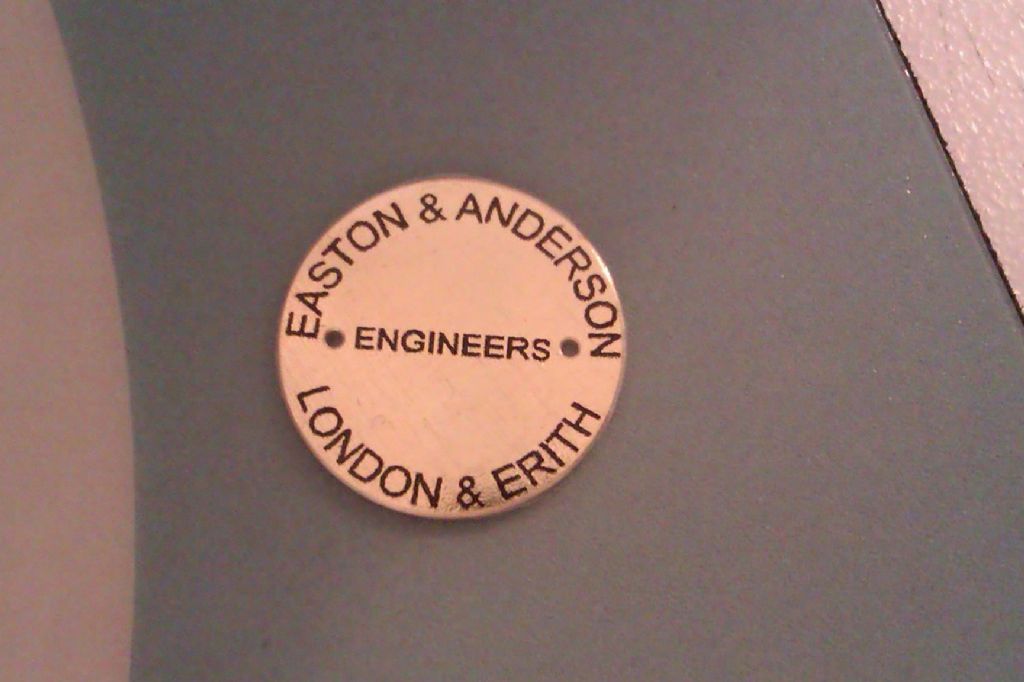 EASTON & ANDERSON
ENGINEERS
LONDON & ERITH